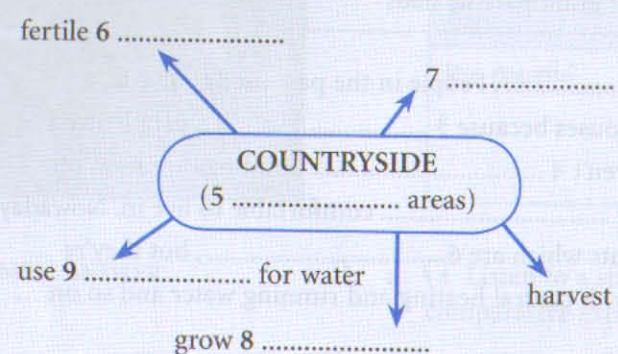 fertile 6 ........................
7 ........................
COUNTRYSIDE
(5 ........................ areas)
use 9 ........................ for water
harvest
grow 8 ........................